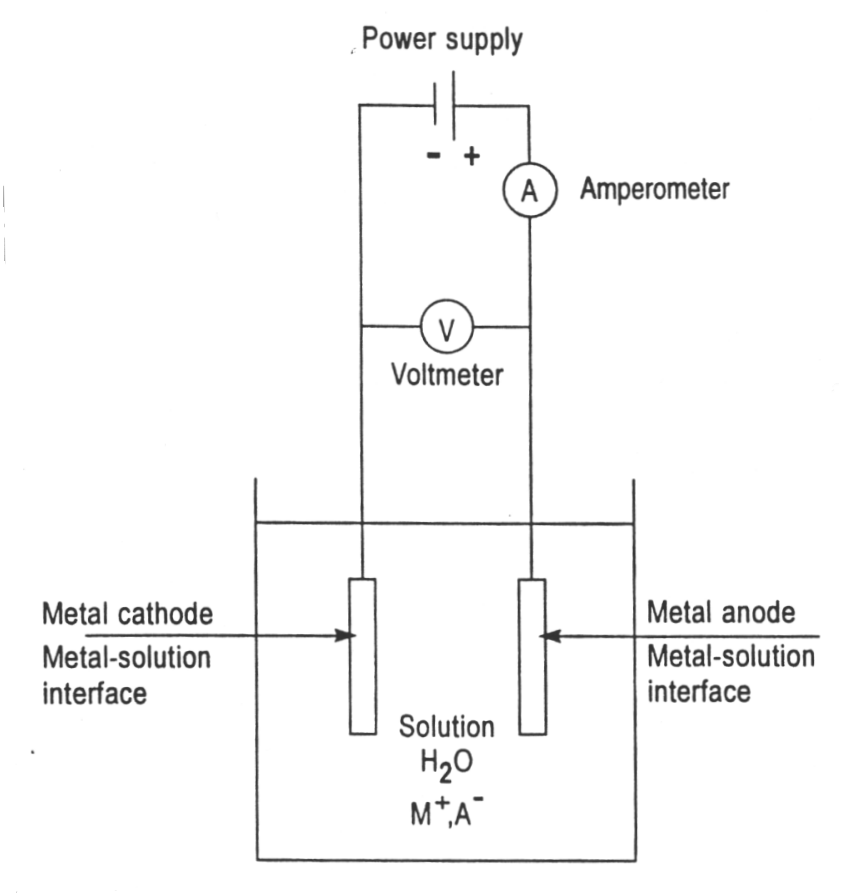 Power supply
- +
A
Amperometer
V
Voltmeter
Metal cathode
Metal-solution
interface
Metal anode
Metal-solution
interface
Solution
H₂O
M⁺,A⁻